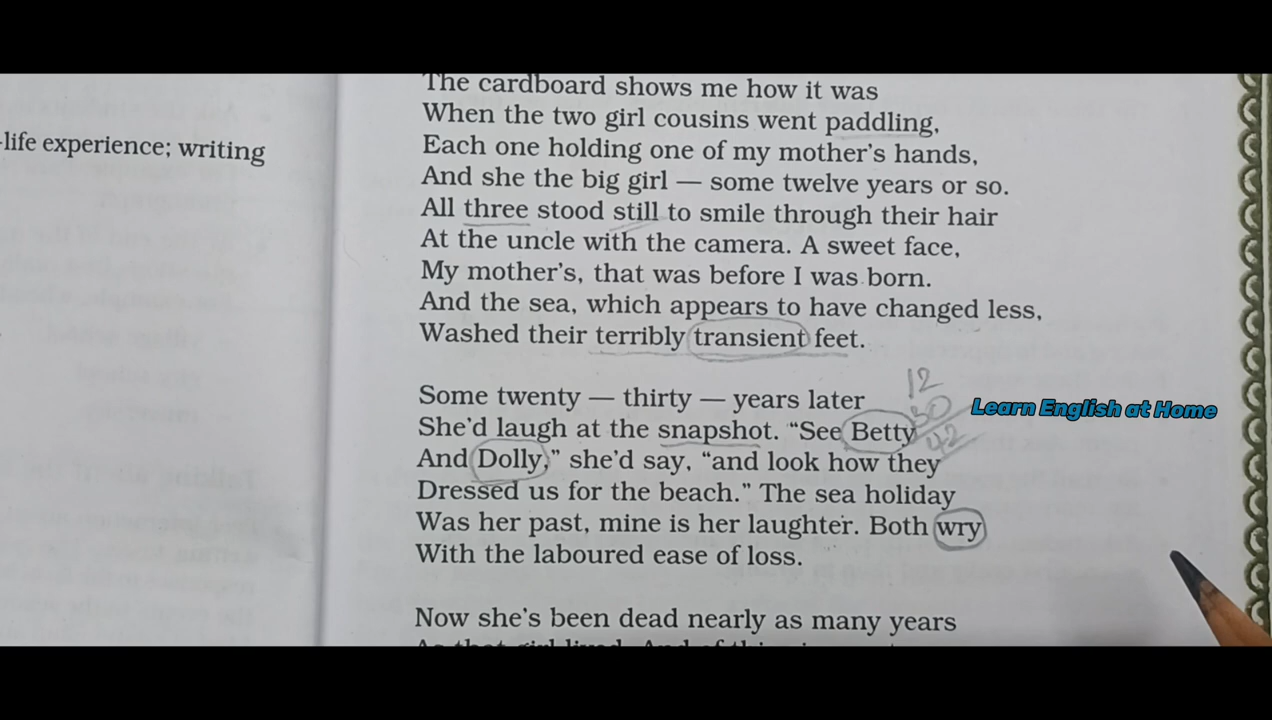 The cardboard shows me how it was
When the two girl cousins went paddling,
-life experience; writing
Each one holding one of my mother's hands,
And she the big girl — some twelve years or so.
All three stood still to smile through their hair
At the uncle with the camera. A sweet face,
My mother's, that was before I was born.
And the sea, which appears to have changed less,
Washed their terribly transient feet.
12
Some twenty — thirty — years later
30
Learn English at Home
She'd laugh at the snapshot. "See Betty
42
And Dolly," she'd say, "and look how they
Dressed us for the beach." The sea holiday
Was her past, mine is her laughter. Both wry
With the laboured ease of loss.
Now she's been dead nearly as many years